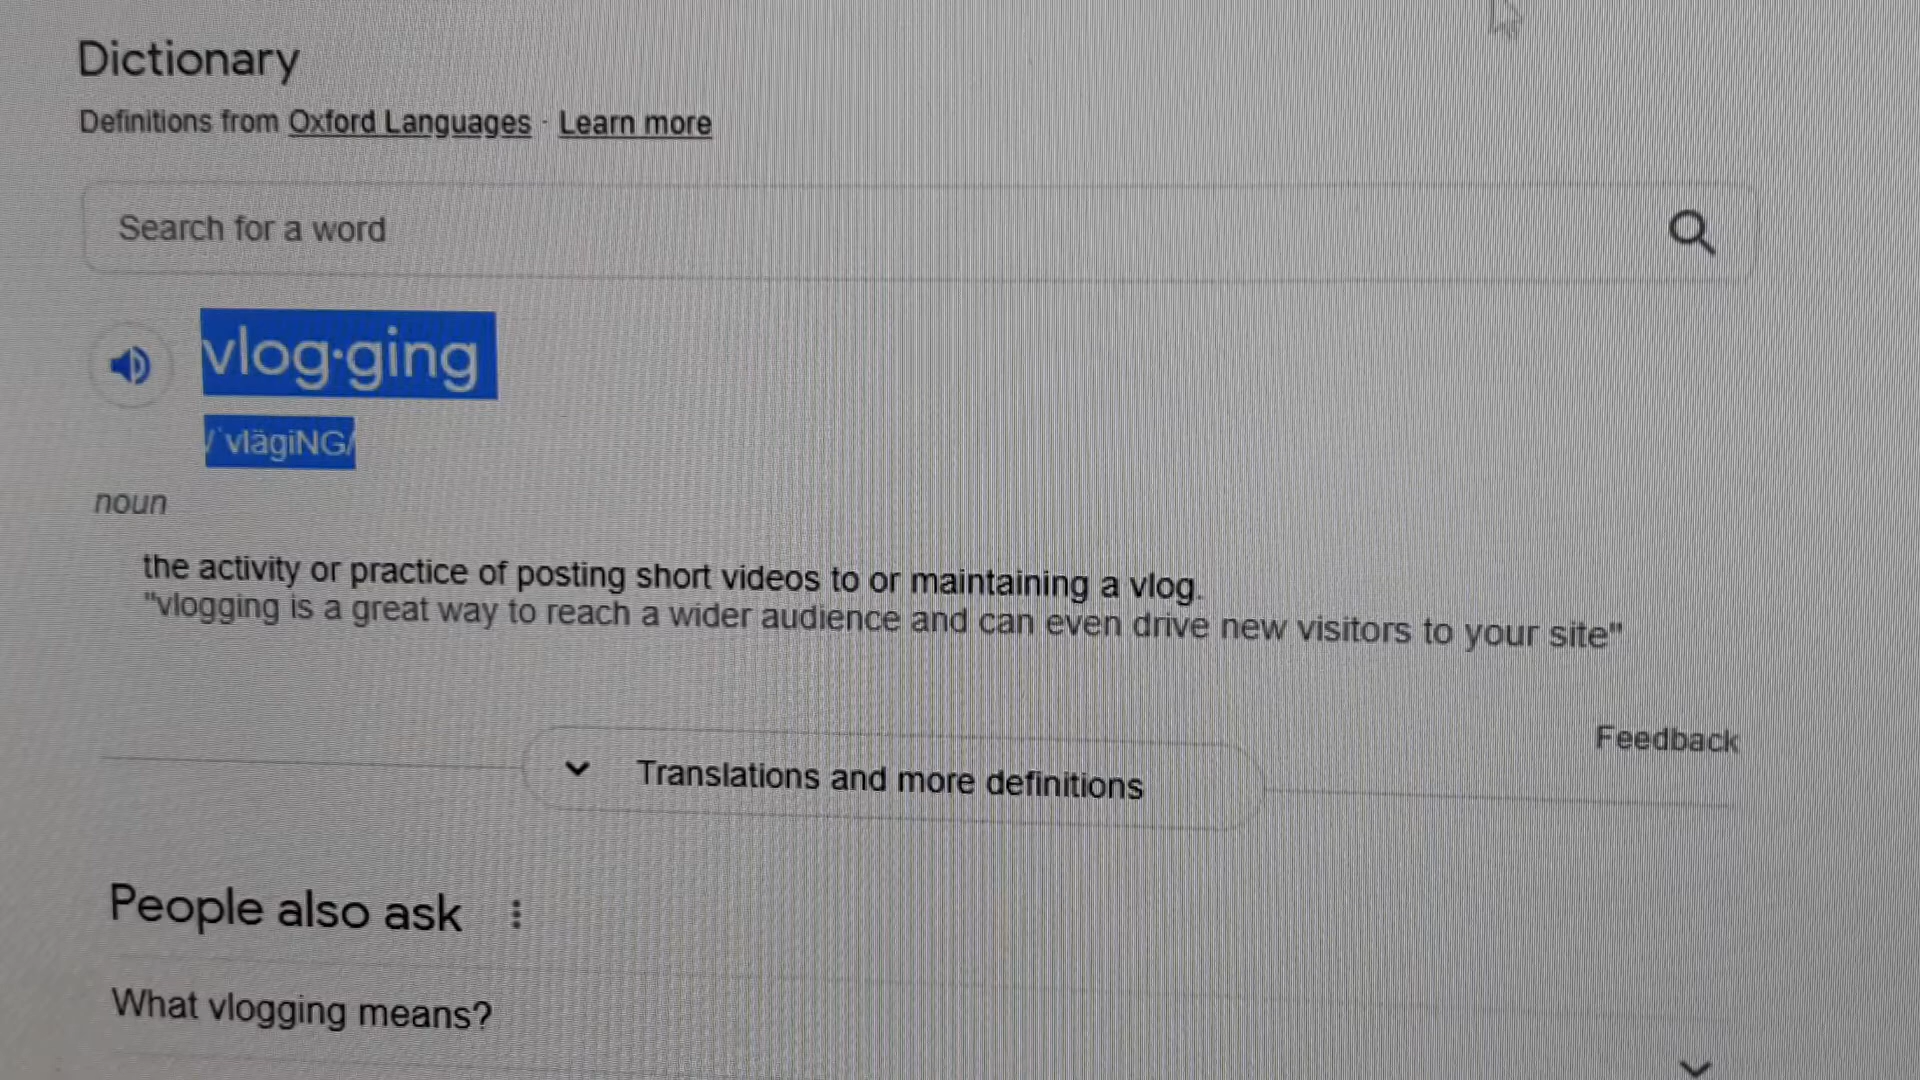 Dictionary
Definitions from Oxford Languages · Learn more
Search for a word
vlog·ging
/ˈvlägiNG/
noun
the activity or practice of posting short videos to or maintaining a vlog.
"vlogging is a great way to reach a wider audience and can even drive new visitors to your site"
Feedback
Translations and more definitions
People also ask
What vlogging means?